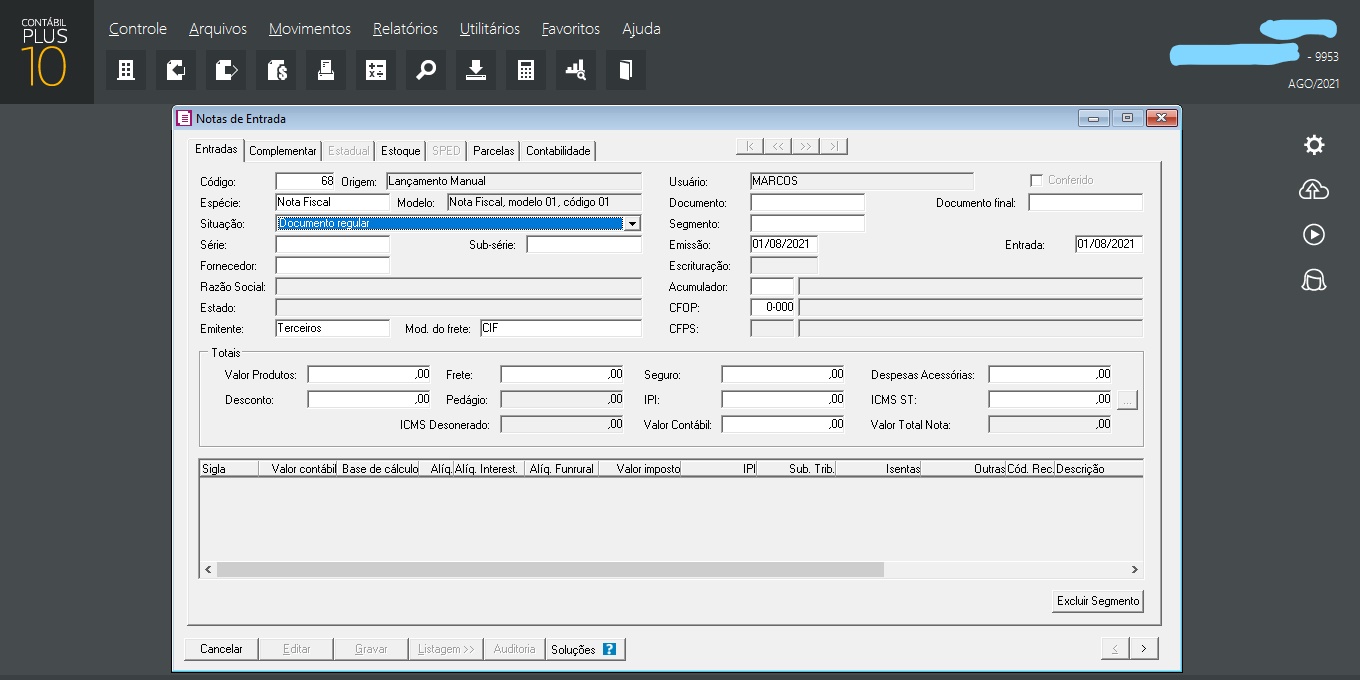 CONTÁBIL
PLUS
10
Controle Arquivos Movimentos Relatórios Utilitários Favoritos Ajuda
- 9953
AGO/2021
Notas de Entrada
Entradas Complementar Estadual Estoque SPED Parcelas Contabilidade |< << >> >|
Código: 68 Origem: Lançamento Manual Usuário: MARCOS Conferido
Espécie: Nota Fiscal Modelo: Nota Fiscal, modelo 01, código 01 Documento: Documento final:
Situação: Documento regular Segmento:
Série: Sub-série: Emissão: 01/08/2021 Entrada: 01/08/2021
Fornecedor: Escrituração:
Razão Social: Acumulador:
Estado: CFOP: 0-000
Emitente: Terceiros Mod. do frete: CIF CFPS:
Totais
Valor Produtos: ,00 Frete: ,00 Seguro: ,00 Despesas Acessórias: ,00
Desconto: ,00 Pedágio: ,00 IPI: ,00 ICMS ST: ,00 ...
ICMS Desonerado: ,00 Valor Contábil: ,00 Valor Total Nota: ,00
Sigla Valor contábil Base de cálculo Alíq. Alíq. Interest. Alíq. Funrural Valor imposto IPI Sub. Trib. Isentas Outras Cód. Rec. Descrição
Excluir Segmento
Cancelar Editar Gravar Listagem >> Auditoria Soluções ? < >